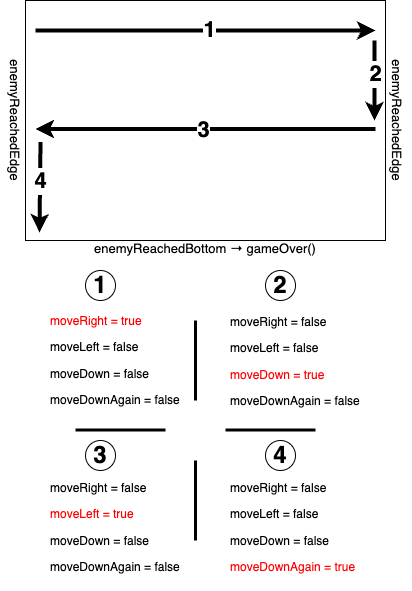 1
2
3
4
enemyReachedEdge
enemyReachedEdge
enemyReachedBottom → gameOver()
1
moveRight = true
moveLeft = false
moveDown = false
moveDownAgain = false
2
moveRight = false
moveLeft = false
moveDown = true
moveDownAgain = false
3
moveRight = false
moveLeft = true
moveDown = false
moveDownAgain = false
4
moveRight = false
moveLeft = false
moveDown = false
moveDownAgain = true